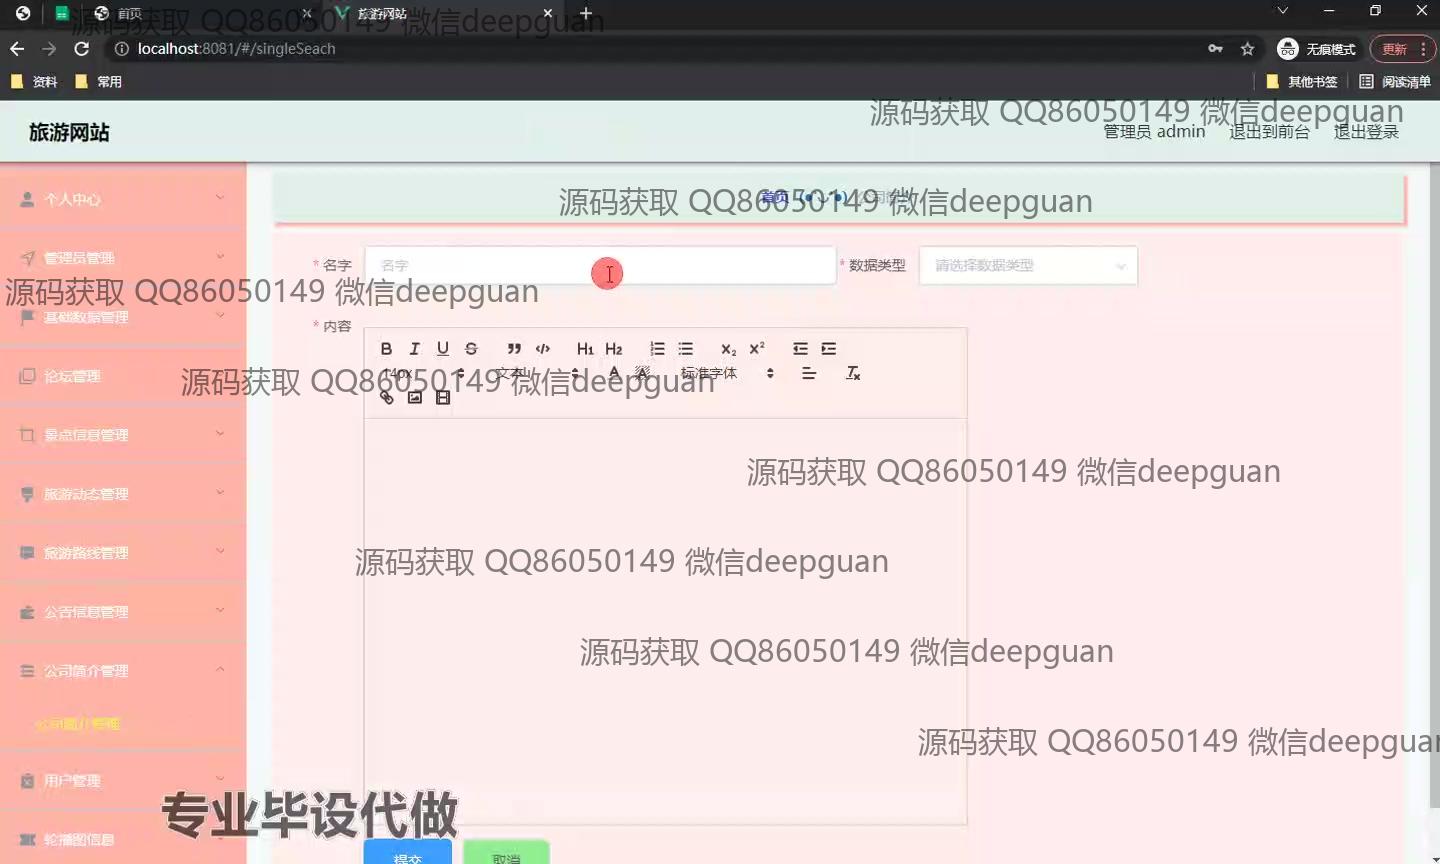 首页
旅游网站
localhost:8081/#/singleSeach
无痕模式
更新
资料
常用
其他书签
阅读清单
源码获取 QQ86050149 微信deepguan
源码获取 QQ86050149 微信deepguan
旅游网站
管理员 admin
退出到前台
退出登录
首页
源码获取 QQ86050149 微信deepguan
个人中心
管理员管理
* 名字
名字
* 数据类型
请选择数据类型
源码获取 QQ86050149 微信deepguan
基础数据管理
* 内容
B I U S H1 H2 X2 X2
14px
文本
A
标准字体
源码获取 QQ86050149 微信deepguan
论坛管理
景点信息管理
源码获取 QQ86050149 微信deepguan
旅游动态管理
旅游路线管理
源码获取 QQ86050149 微信deepguan
公告信息管理
源码获取 QQ86050149 微信deepguan
公司简介管理
公司简介管理
源码获取 QQ86050149 微信deepguan
用户管理
专业毕设代做
轮播图信息
提交
取消